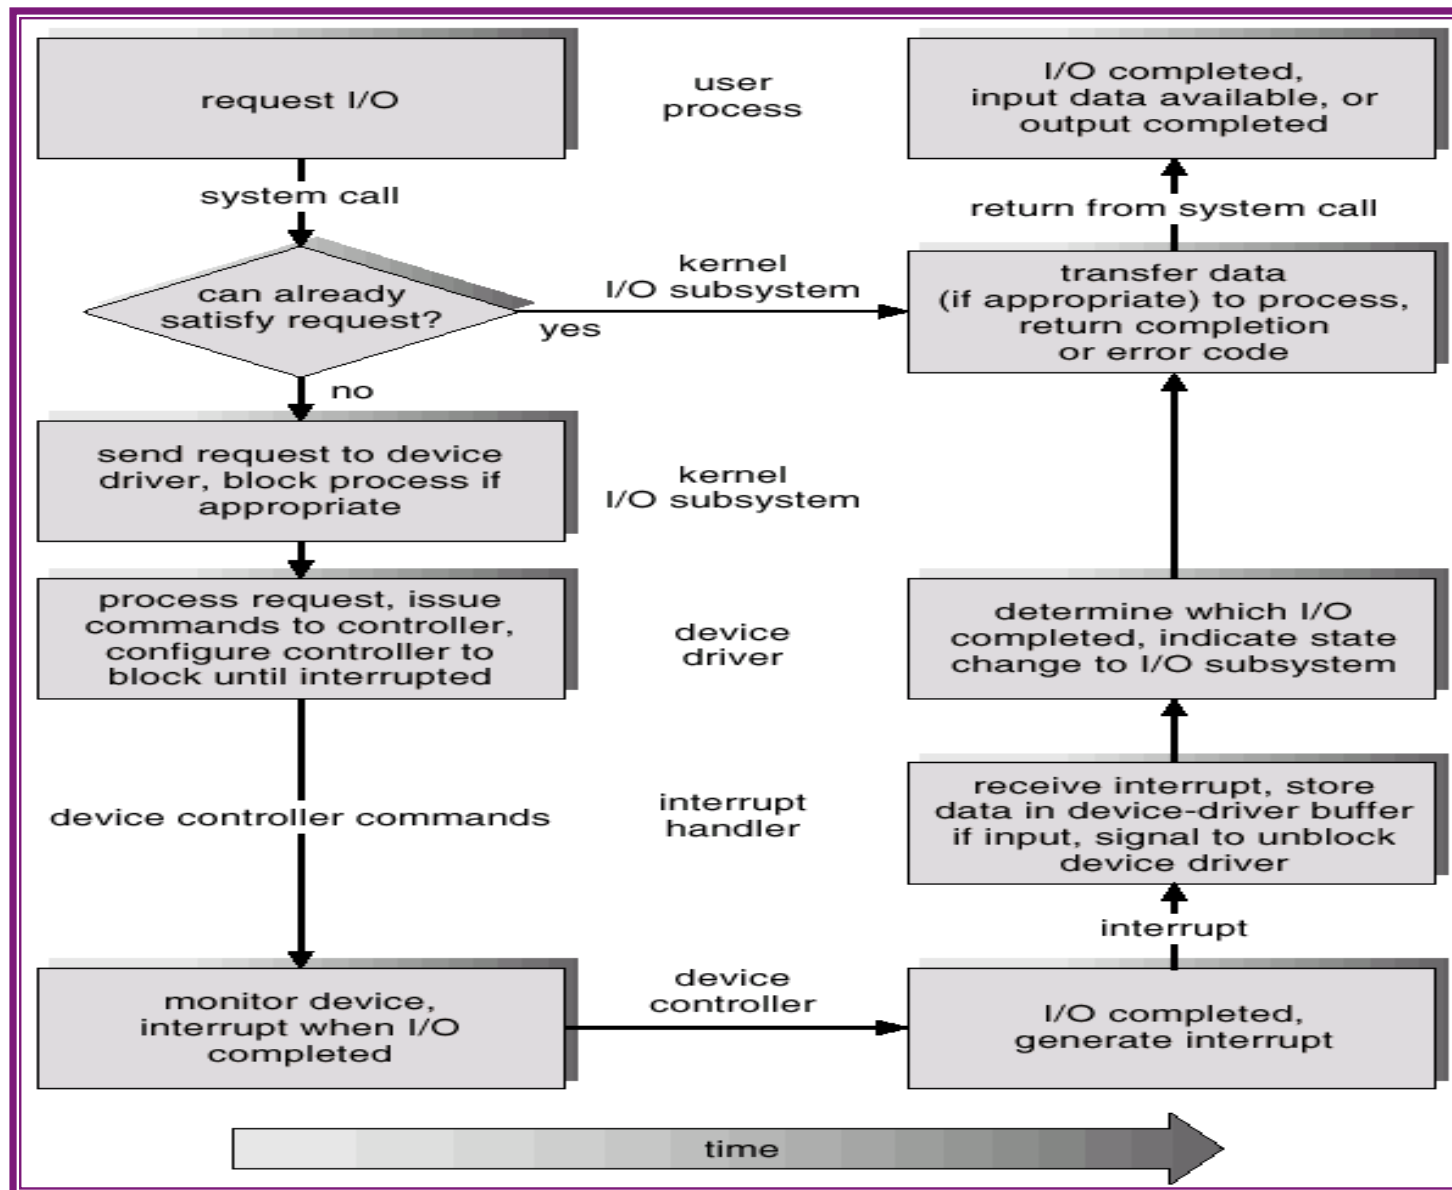 request I/O
user
process
I/O completed,
input data available, or
output completed
system call
return from system call
can already
satisfy request?
kernel
I/O subsystem
yes
transfer data
(if appropriate) to process,
return completion
or error code
no
send request to device
driver, block process if
appropriate
kernel
I/O subsystem
process request, issue
commands to controller,
configure controller to
block until interrupted
device
driver
determine which I/O
completed, indicate state
change to I/O subsystem
device controller commands
interrupt
handler
receive interrupt, store
data in device-driver buffer
if input, signal to unblock
device driver
interrupt
monitor device,
interrupt when I/O
completed
device
controller
I/O completed,
generate interrupt
time